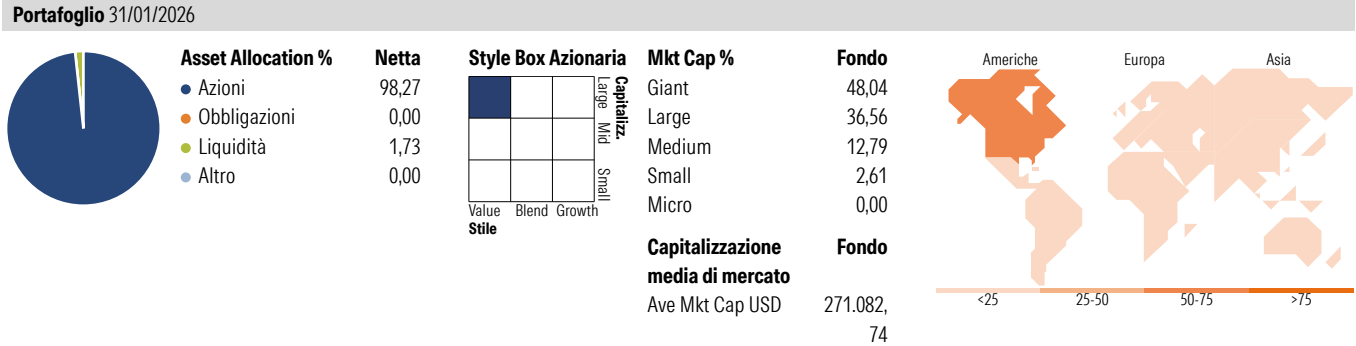 Portafoglio 31/01/2026
Asset Allocation % Netta
Azioni 98,27
Obbligazioni 0,00
Liquidità 1,73
Altro 0,00
Style Box Azionaria
Capitalizz.
Large Mid Small
Value Blend Growth
Stile
Mkt Cap % Fondo
Giant 48,04
Large 36,56
Medium 12,79
Small 2,61
Micro 0,00
Capitalizzazione Fondo
media di mercato
Ave Mkt Cap USD 271.082,
74
Americhe Europa Asia
<25 25-50 50-75 >75